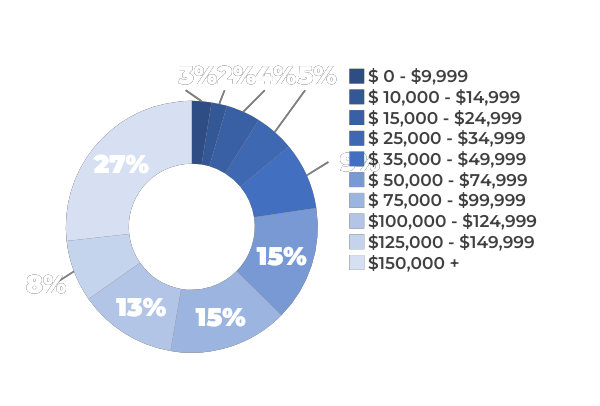 3% 2% 4% 5%
$ 0 - $9,999
$ 10,000 - $14,999
$ 15,000 - $24,999
$ 25,000 - $34,999
$ 35,000 - $49,999
$ 50,000 - $74,999
$ 75,000 - $99,999
$100,000 - $124,999
$125,000 - $149,999
$150,000 +
9%
27%
15%
8%
13%
15%